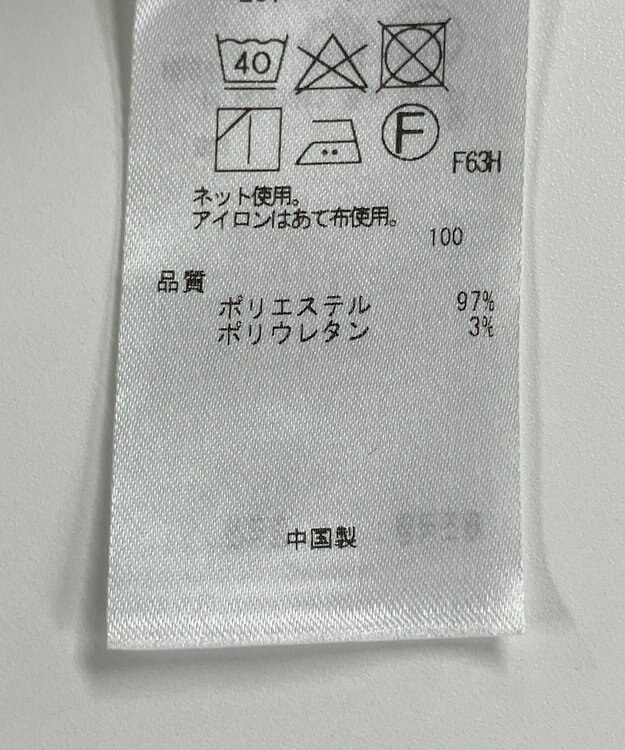 40
F
F63H
ネット使用。
アイロンはあて布使用。
100
品質
ポリエステル 97%
ポリウレタン 3%
中国製